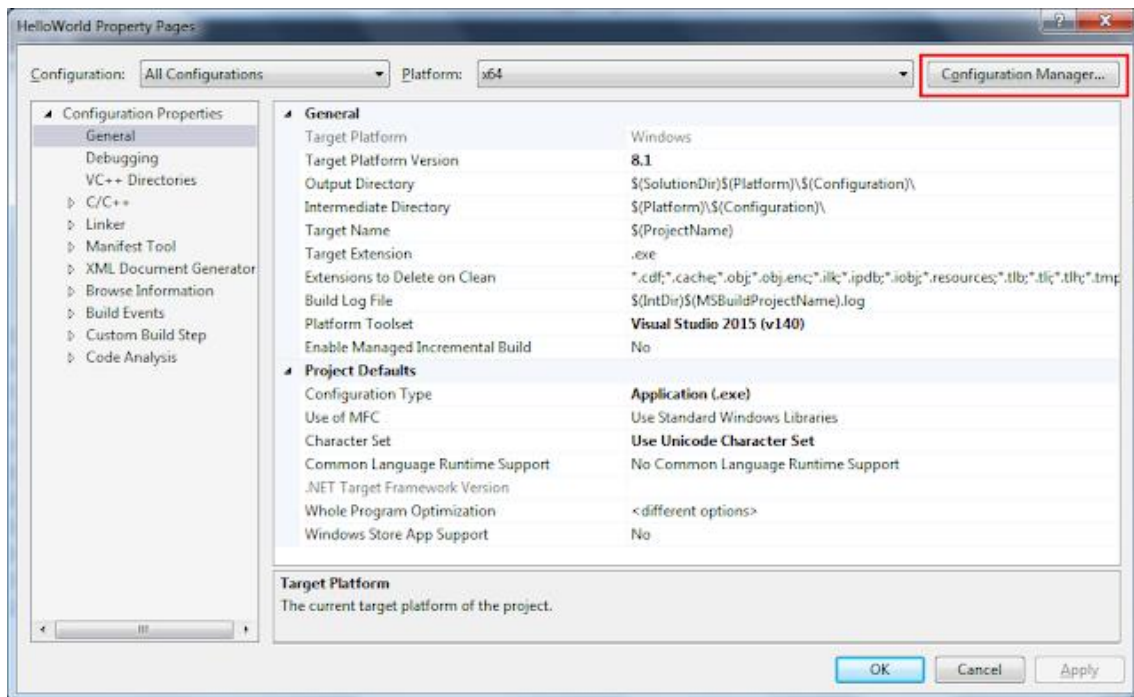 HelloWorld Property Pages
Configuration: All Configurations Platform: x64 Configuration Manager...
Configuration Properties
General
Debugging
VC++ Directories
C/C++
Linker
Manifest Tool
XML Document Generator
Browse Information
Build Events
Custom Build Step
Code Analysis
General
Target Platform Windows
Target Platform Version 8.1
Output Directory $(SolutionDir)$(Platform)\$(Configuration)\
Intermediate Directory $(Platform)\$(Configuration)\
Target Name $(ProjectName)
Target Extension .exe
Extensions to Delete on Clean *.cdf;*.cache;*.obj;*.obj.enc;*.ilk;*.ipdb;*.iobj;*.resources;*.tlb;*.tli;*.tlh;*.tmp
Build Log File $(IntDir)$(MSBuildProjectName).log
Platform Toolset Visual Studio 2015 (v140)
Enable Managed Incremental Build No
Project Defaults
Configuration Type Application (.exe)
Use of MFC Use Standard Windows Libraries
Character Set Use Unicode Character Set
Common Language Runtime Support No Common Language Runtime Support
.NET Target Framework Version
Whole Program Optimization <different options>
Windows Store App Support No
Target Platform
The current target platform of the project.
OK Cancel Apply